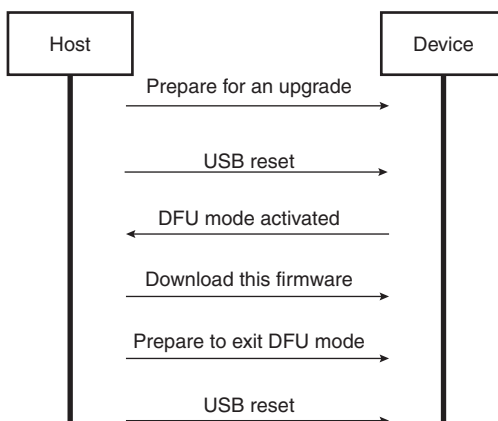 Host
Device
Prepare for an upgrade
USB reset
DFU mode activated
Download this firmware
Prepare to exit DFU mode
USB reset